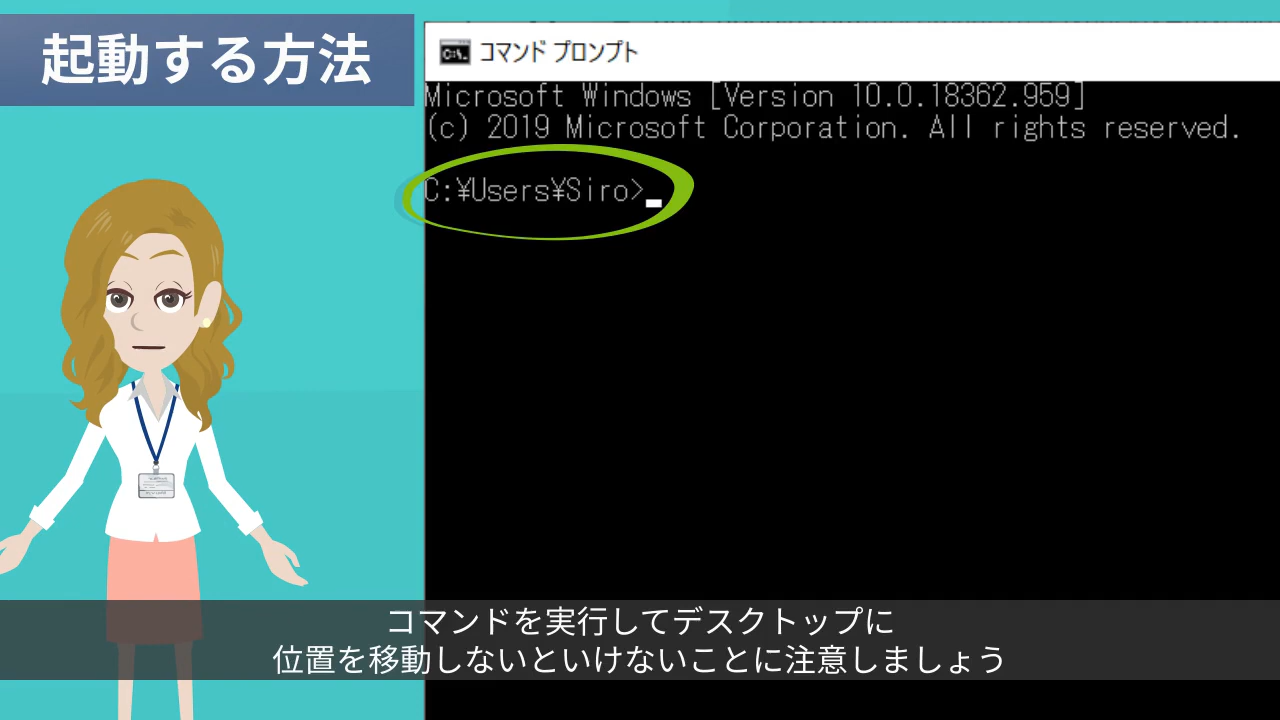 起動する方法
コマンド プロンプト
Microsoft Windows [Version 10.0.18362.959]
(c) 2019 Microsoft Corporation. All rights reserved.
C:¥Users¥Siro>
コマンドを実行してデスクトップに
位置を移動しないといけないことに注意しましょう